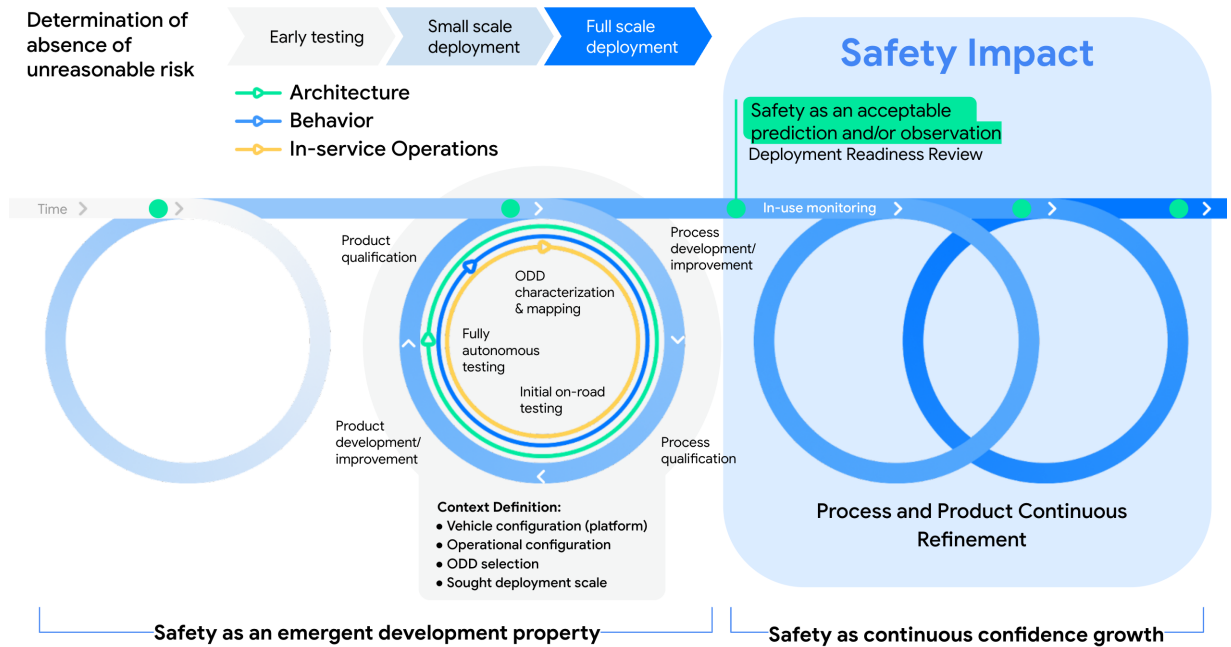 Determination of
absence of
unreasonable risk
Early testing
Small scale
deployment
Full scale
deployment
Architecture
Behavior
In-service Operations
Safety Impact
Safety as an acceptable
prediction and/or observation
Deployment Readiness Review
Time
In-use monitoring
Product
qualification
Process
development/
improvement
ODD
characterization
& mapping
Fully
autonomous
testing
Initial on-road
testing
Product
development/
improvement
Process
qualification
Context Definition:
• Vehicle configuration (platform)
• Operational configuration
• ODD selection
• Sought deployment scale
Process and Product Continuous
Refinement
Safety as an emergent development property
Safety as continuous confidence growth